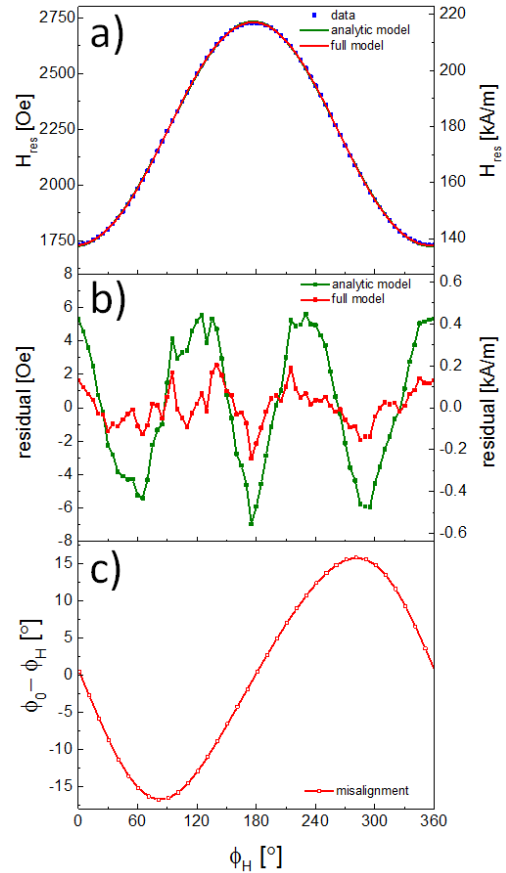 a)
data
analytic model
full model
2750
2500
2250
2000
1750
H_res [Oe]
220
200
180
160
140
H_res [kA/m]
b)
analytic model
full model
8
6
4
2
0
-2
-4
-6
-8
residual [Oe]
0.6
0.4
0.2
0.0
-0.2
-0.4
-0.6
residual [kA/m]
c)
15
10
5
0
-5
-10
-15
ϕ_0 – ϕ_H [°]
misalignment
0 60 120 180 240 300 360
ϕ_H [°]